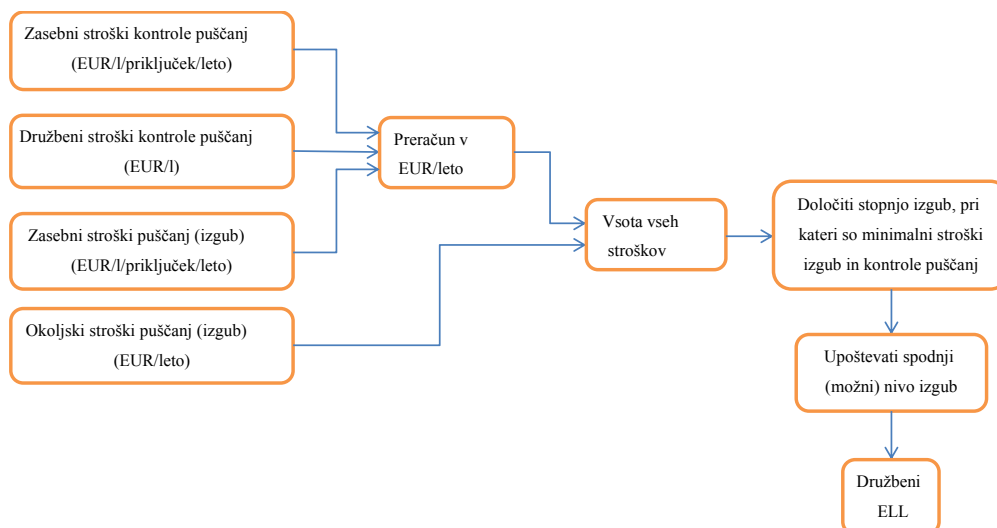 Zasebni stroški kontrole puščanj
(EUR/l/priključek/leto)
Družbeni stroški kontrole puščanj
(EUR/l)
Zasebni stroški puščanj (izgub)
(EUR/l/priključek/leto)
Okoljski stroški puščanj (izgub)
(EUR/leto)
Preračun v
EUR/leto
Vsota vseh
stroškov
Določiti stopnjo izgub, pri
kateri so minimalni stroški
izgub in kontrole puščanj
Upoštevati spodnji
(možni) nivo izgub
Družbeni
ELL